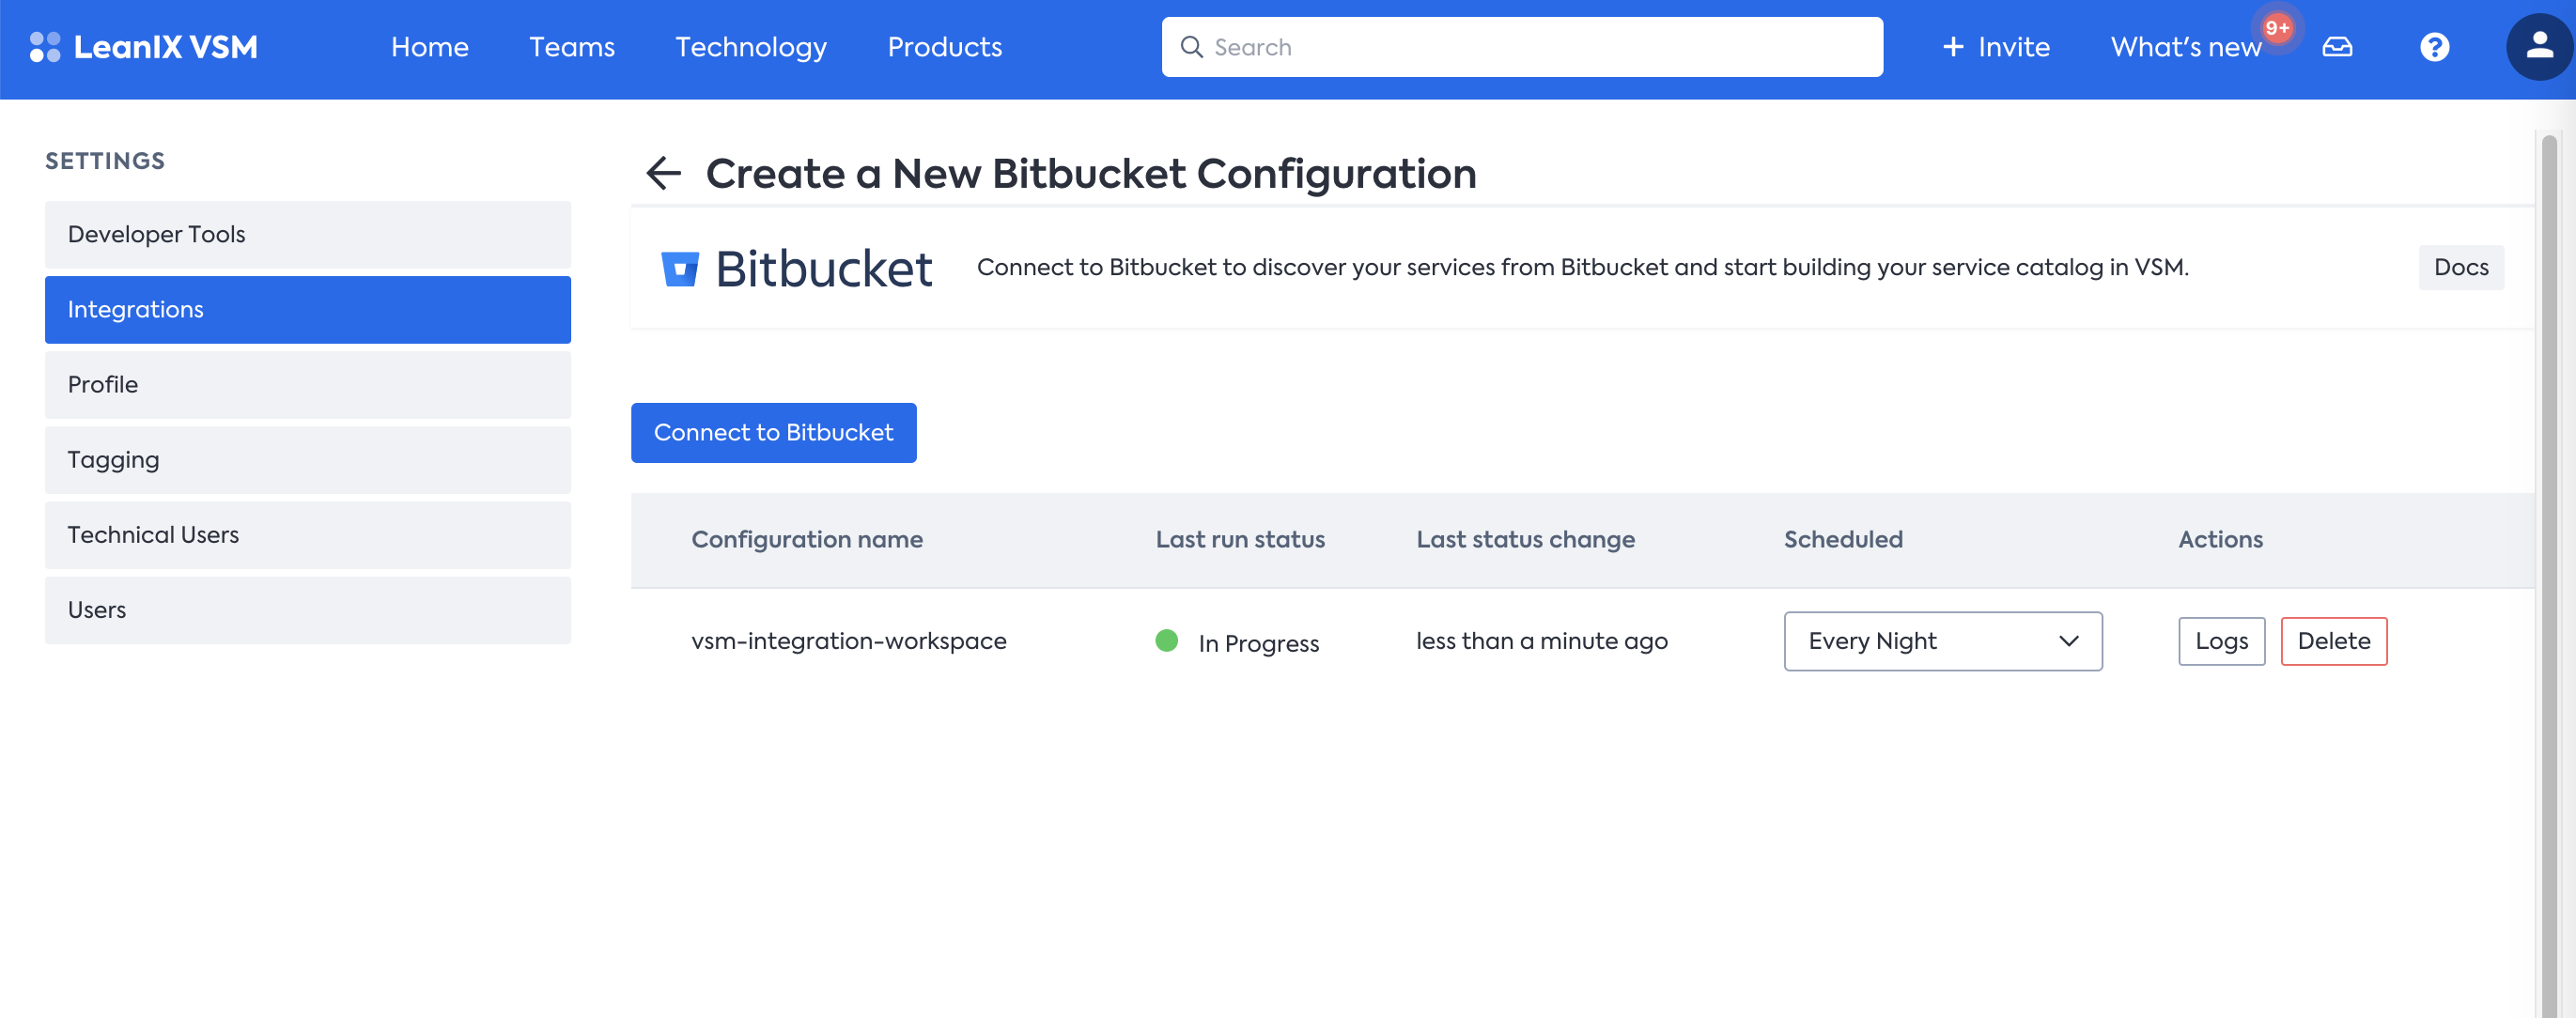 LeanIX VSM
Home
Teams
Technology
Products
Search
Invite
What's new
9+
SETTINGS
Developer Tools
Integrations
Profile
Tagging
Technical Users
Users
Create a New Bitbucket Configuration
Bitbucket
Connect to Bitbucket to discover your services from Bitbucket and start building your service catalog in VSM.
Docs
Connect to Bitbucket
Configuration name
Last run status
Last status change
Scheduled
Actions
vsm-integration-workspace
In Progress
less than a minute ago
Every Night
Logs
Delete